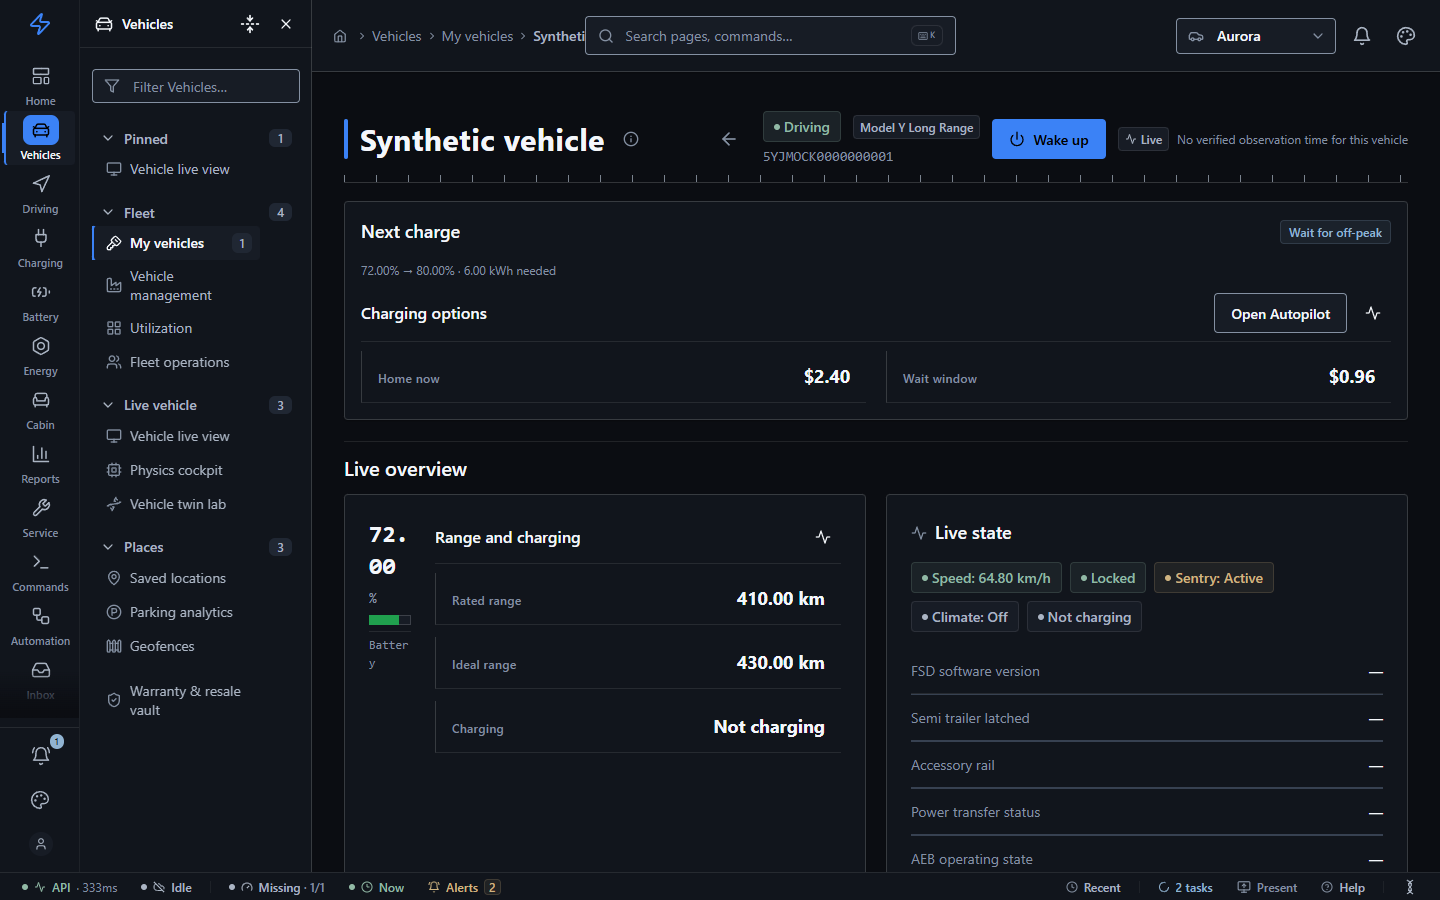 Vehicles
Vehicles
My vehicles
Syntheti
Search pages, commands...
K
Aurora
Home
Vehicles
Driving
Charging
Battery
Energy
Cabin
Reports
Service
Commands
Automation
Inbox
1
Filter Vehicles...
Pinned
1
Vehicle live view
Fleet
4
My vehicles
1
Vehicle
management
Utilization
Fleet operations
Live vehicle
3
Vehicle live view
Physics cockpit
Vehicle twin lab
Places
3
Saved locations
Parking analytics
Geofences
Warranty & resale
vault
Synthetic vehicle
Driving
Model Y Long Range
5YJMOCK0000000001
Wake up
Live
No verified observation time for this vehicle
Next charge
Wait for off-peak
72.00% → 80.00% · 6.00 kWh needed
Charging options
Open Autopilot
Home now
$2.40
Wait window
$0.96
Live overview
72.
00
%
Batter
y
Range and charging
Rated range
410.00 km
Ideal range
430.00 km
Charging
Not charging
Live state
Speed: 64.80 km/h
Locked
Sentry: Active
Climate: Off
Not charging
FSD software version
—
Semi trailer latched
—
Accessory rail
—
Power transfer status
—
AEB operating state
—
API · 333ms
Idle
Missing · 1/1
Now
Alerts
2
Recent
2 tasks
Present
Help